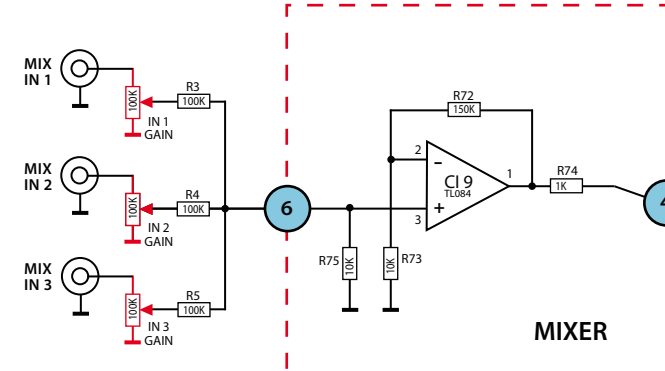 MIX
IN 1
100K
IN 1
GAIN
R3
100K
MIX
IN 2
100K
IN 2
GAIN
R4
100K
MIX
IN 3
100K
IN 3
GAIN
R5
100K
6
R75
10K
10K
R73
R72
150K
2
-
CI 9
TL084
+
3
1
R74
1K
4
MIXER